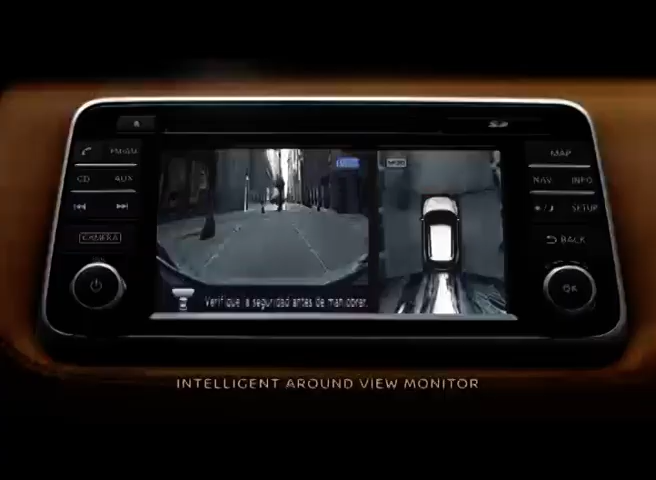 FM·AM
CD AUX
CAMERA
MAP
NAV INFO
SETUP
BACK
OK
Verifique la seguridad antes de maniobrar.
INTELLIGENT AROUND VIEW MONITOR